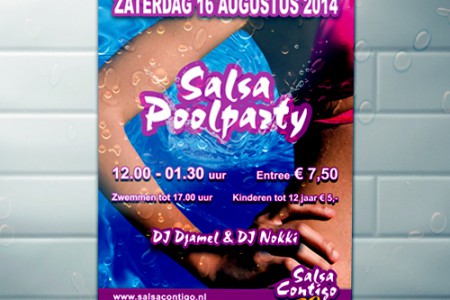 ZATERDAG 16 AUGUSTUS 2014
Salsa
Poolparty
12.00 - 01.30 uur Entree € 7,50
Zwemmen tot 17.00 uur Kinderen tot 12 jaar € 5,-
DJ Djamel & DJ Nokki
Salsa
Contigo
www.salsacontigo.nl